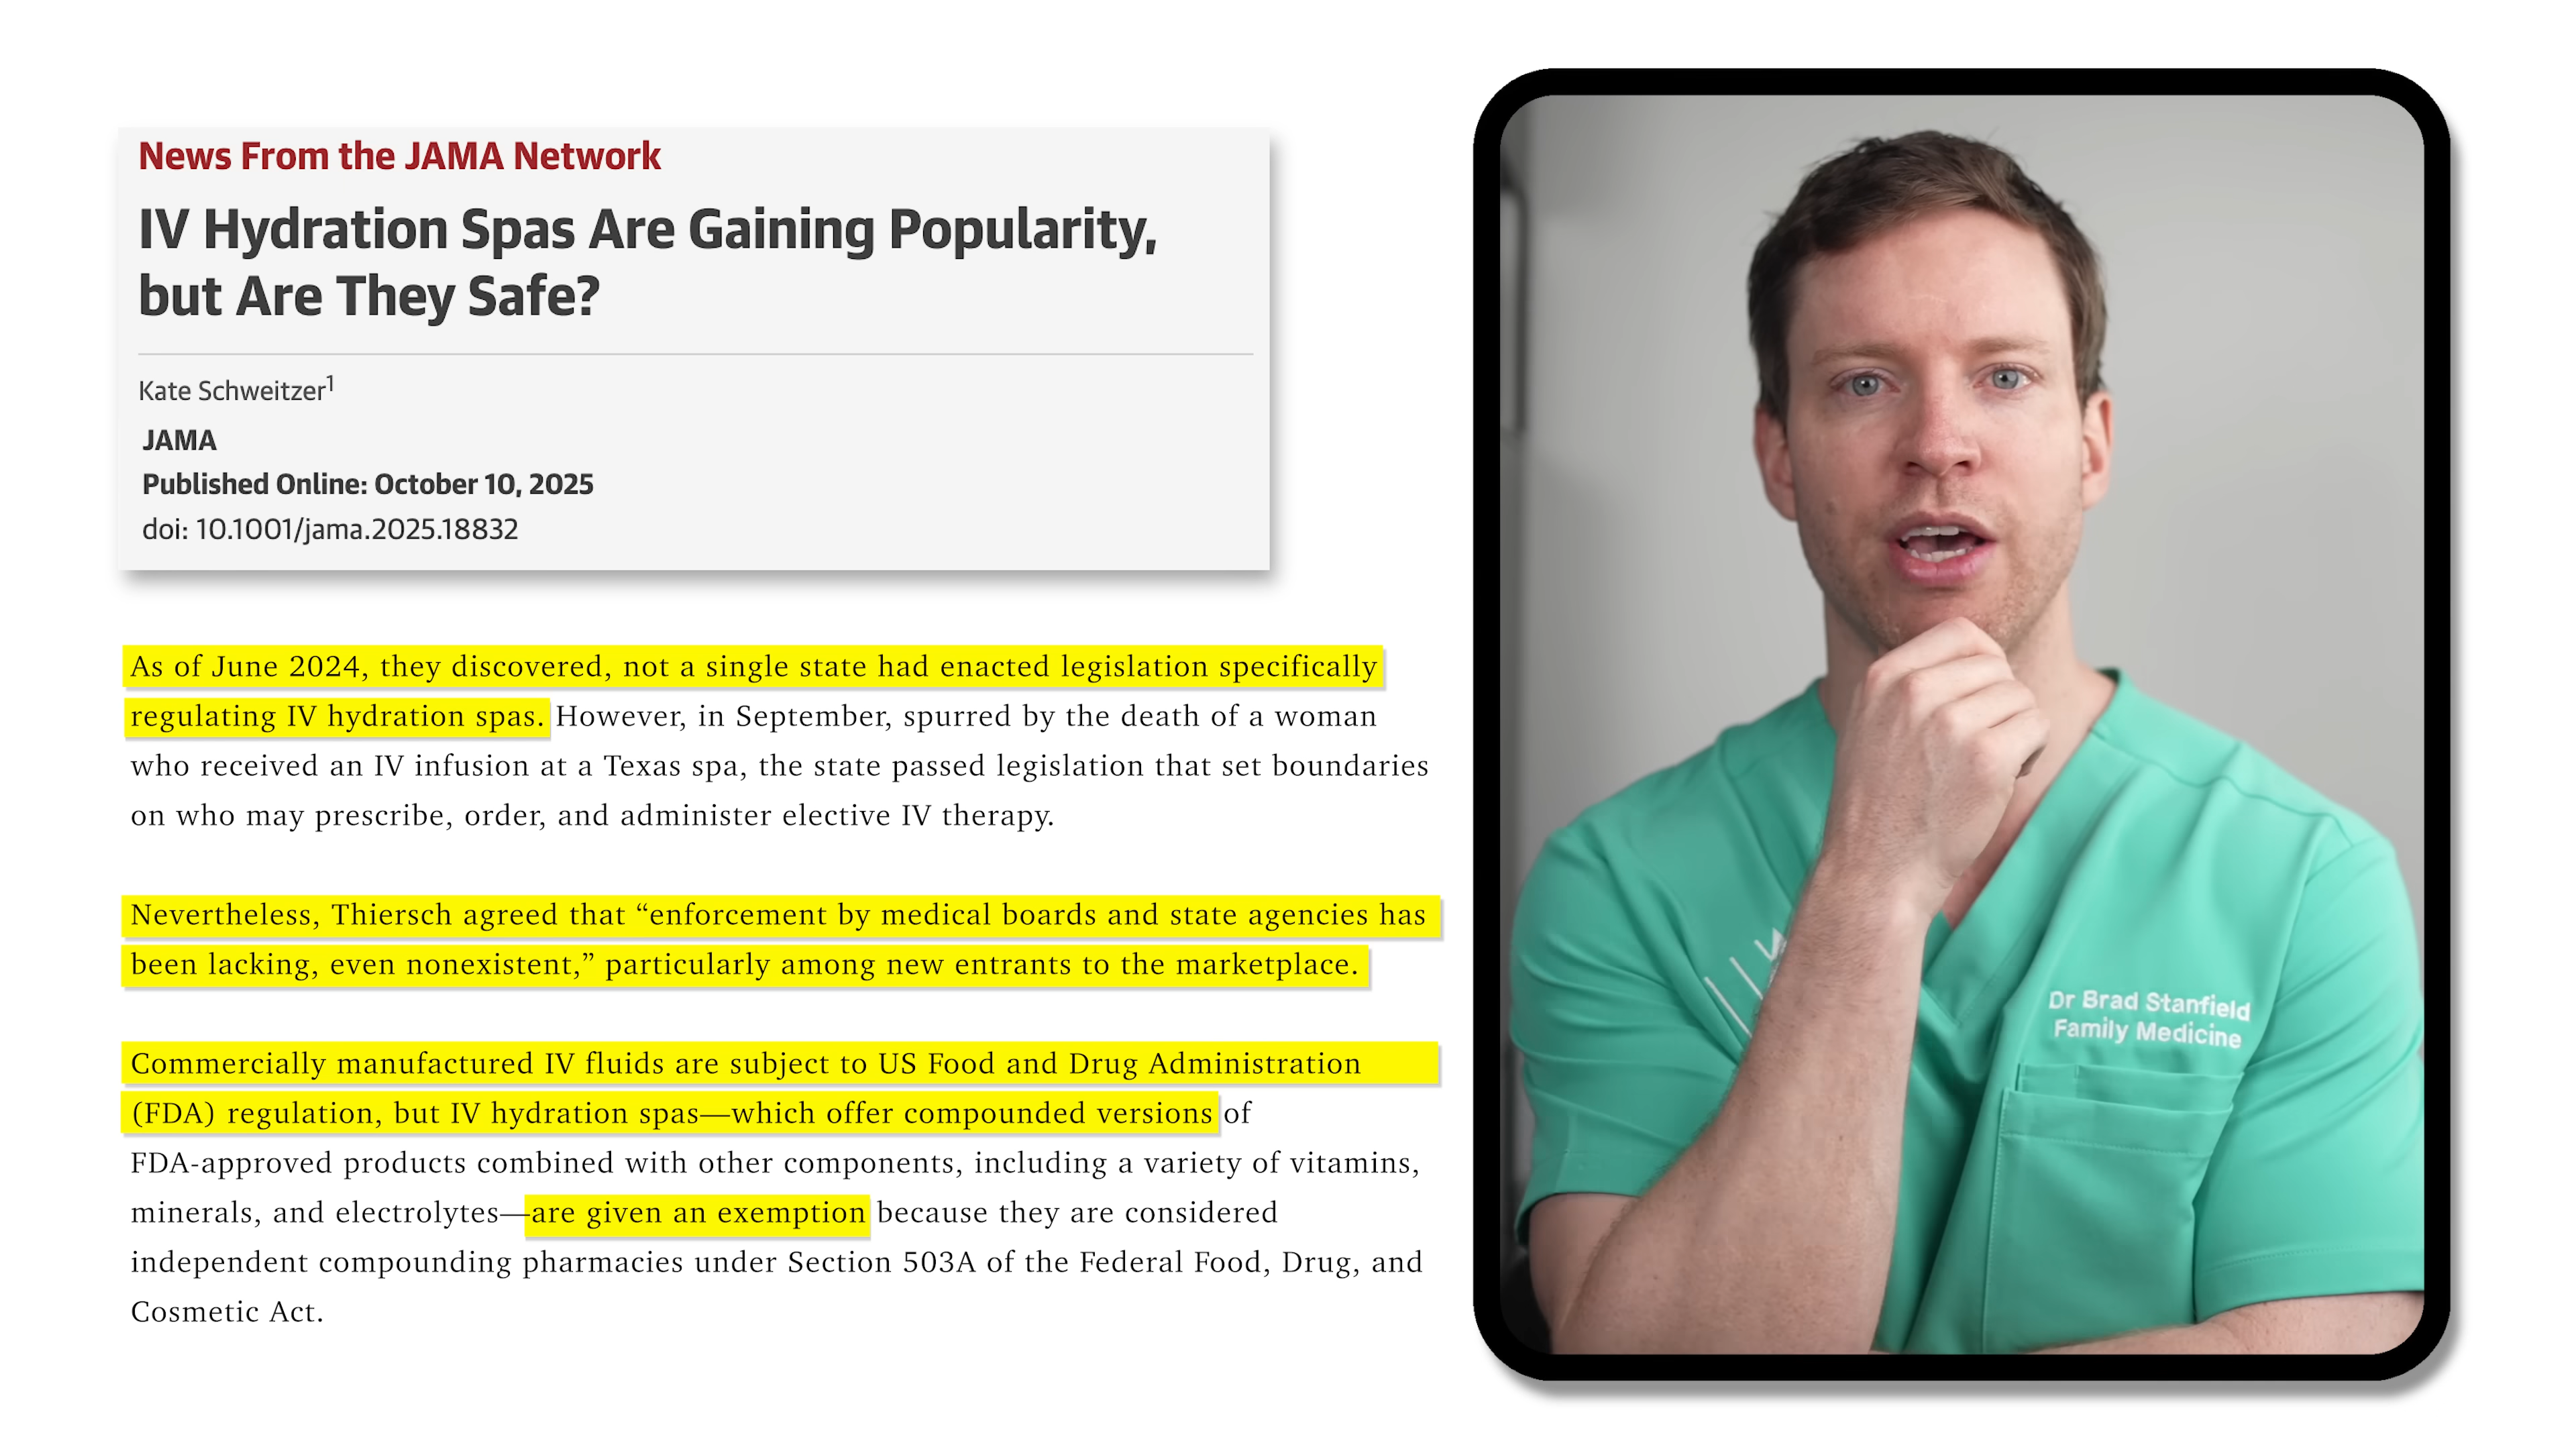 News From the JAMA Network
IV Hydration Spas Are Gaining Popularity,
but Are They Safe?
Kate Schweitzer1
JAMA
Published Online: October 10, 2025
doi: 10.1001/jama.2025.18832
As of June 2024, they discovered, not a single state had enacted legislation specifically
regulating IV hydration spas. However, in September, spurred by the death of a woman
who received an IV infusion at a Texas spa, the state passed legislation that set boundaries
on who may prescribe, order, and administer elective IV therapy.
Nevertheless, Thiersch agreed that “enforcement by medical boards and state agencies has
been lacking, even nonexistent,” particularly among new entrants to the marketplace.
Commercially manufactured IV fluids are subject to US Food and Drug Administration
(FDA) regulation, but IV hydration spas—which offer compounded versions of
FDA-approved products combined with other components, including a variety of vitamins,
minerals, and electrolytes—are given an exemption because they are considered
independent compounding pharmacies under Section 503A of the Federal Food, Drug, and
Cosmetic Act.
Dr Brad Stanfield
Family Medicine